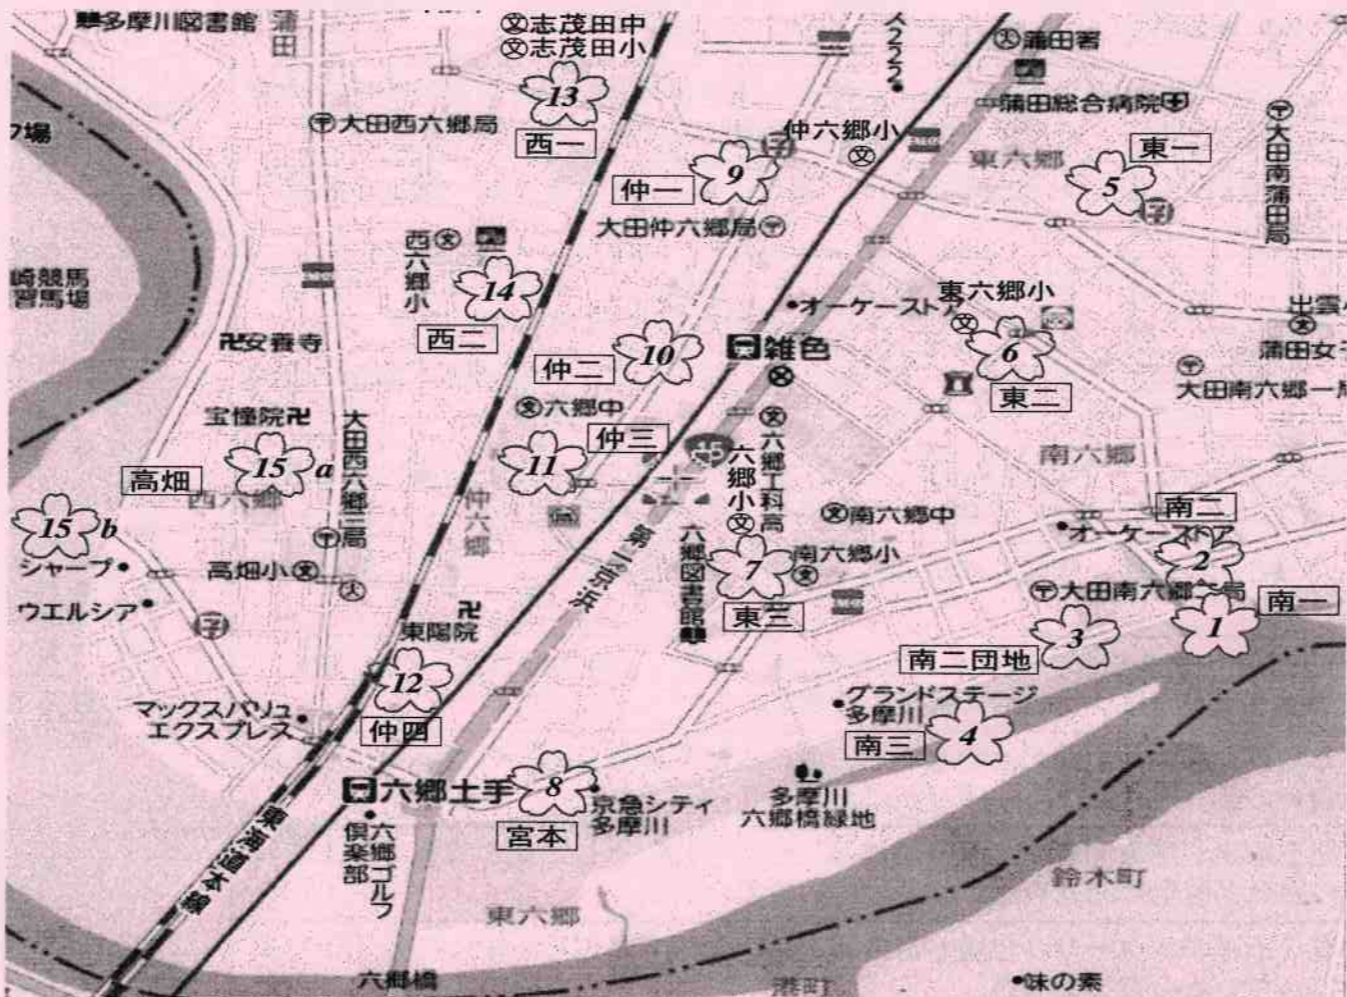 多摩川図書館
蒲田
志茂田中
志茂田小
13
西一
大田西六郷局
仲六郷小
蒲田署
蒲田総合病院
東六郷
東一
5
大田南蒲田局
9
仲一
大田仲六郷局
西六郷小
14
西二
オーケーストア
東六郷小
6
東二
出雲
蒲田女子
大田南六郷一局
安養寺
10
仲二
雑色
六郷中
仲三
11
宝憧院
15 a
高畑
西六郷
大田西六郷三局
仲六郷
15
六郷工科高
六郷小
南六郷
南六郷中
南二
オーケーストア
2
15 b
シャープ
ウエルシア
高畑小
第一京浜
六郷図書館
7
東三
南六郷小
大田南六郷二局
南一
1
3
南二団地
東陽院
12
仲四
マックスバリュ
エクスプレス
グランドステージ
多摩川
南三
4
六郷土手
8
宮本
京急シティ
多摩川
多摩川
六郷橋緑地
六郷ゴルフ
倶楽部
東海道本線
東六郷
鈴木町
六郷橋
港町
味の素